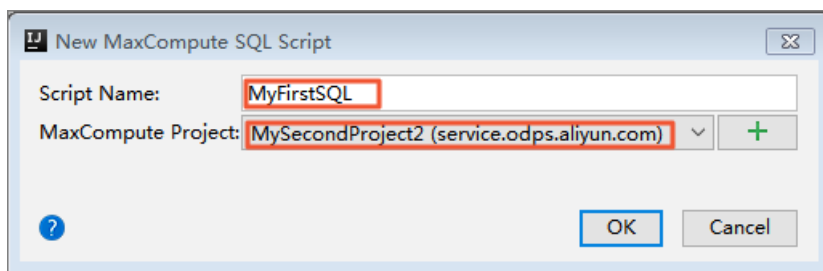 New MaxCompute SQL Script
Script Name: MyFirstSQL
MaxCompute Project: MySecondProject2 (service.odps.aliyun.com)
OK Cancel